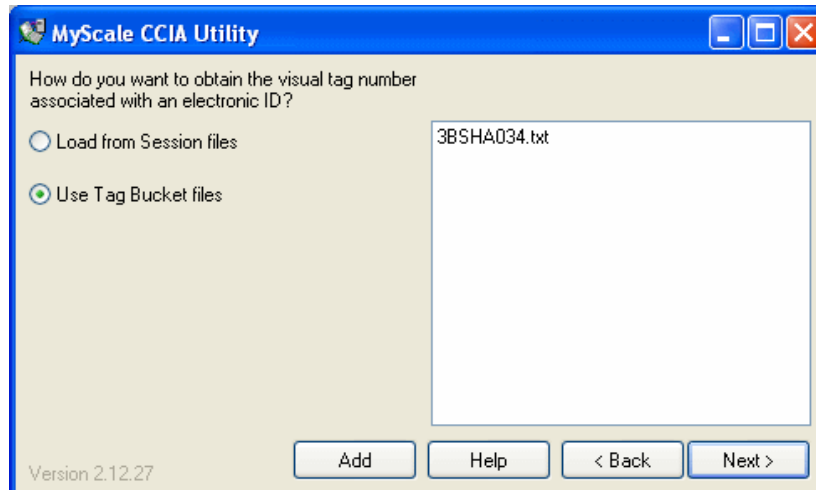 MyScale CCIA Utility
How do you want to obtain the visual tag number
associated with an electronic ID?
Load from Session files
Use Tag Bucket files
3BSHA034.txt
Version 2.12.27
Add
Help
< Back
Next >